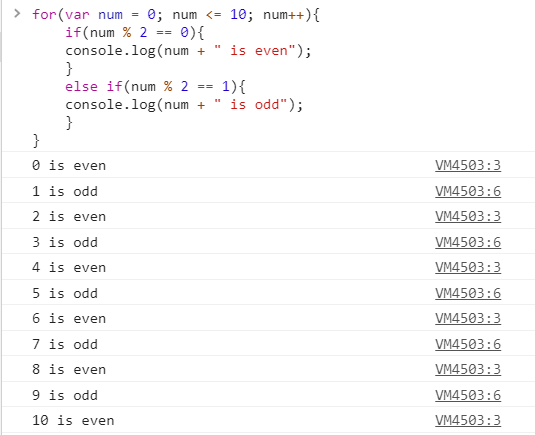 > for(var num = 0; num <= 10; num++){
    if(num % 2 == 0){
    console.log(num + " is even");
    }
    else if(num % 2 == 1){
    console.log(num + " is odd");
    }
}
0 is even VM4503:3
1 is odd VM4503:6
2 is even VM4503:3
3 is odd VM4503:6
4 is even VM4503:3
5 is odd VM4503:6
6 is even VM4503:3
7 is odd VM4503:6
8 is even VM4503:3
9 is odd VM4503:6
10 is even VM4503:3